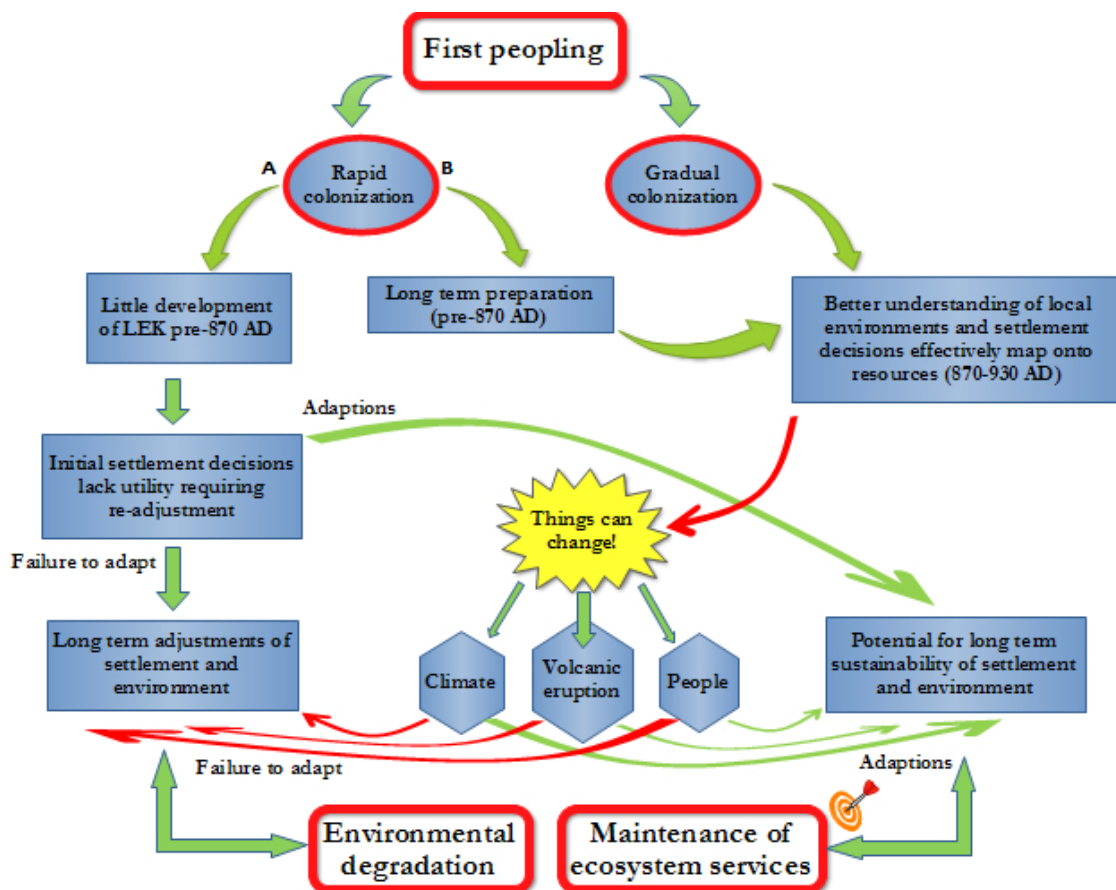 First peopling
A
Rapid
colonization
B
Gradual
colonization
Little development
of LEK pre-870 AD
Long term preparation
(pre-870 AD)
Better understanding of local
environments and settlement
decisions effectively map onto
resources (870-930 AD)
Adaptions
Initial settlement decisions
lack utility requiring
re-adjustment
Things can
change!
Failure to adapt
Long term adjustments of
settlement and
environment
Climate
Volcanic
eruption
People
Potential for long term
sustainability of settlement
and environment
Failure to adapt
Adaptions
Environmental
degradation
Maintenance of
ecosystem services